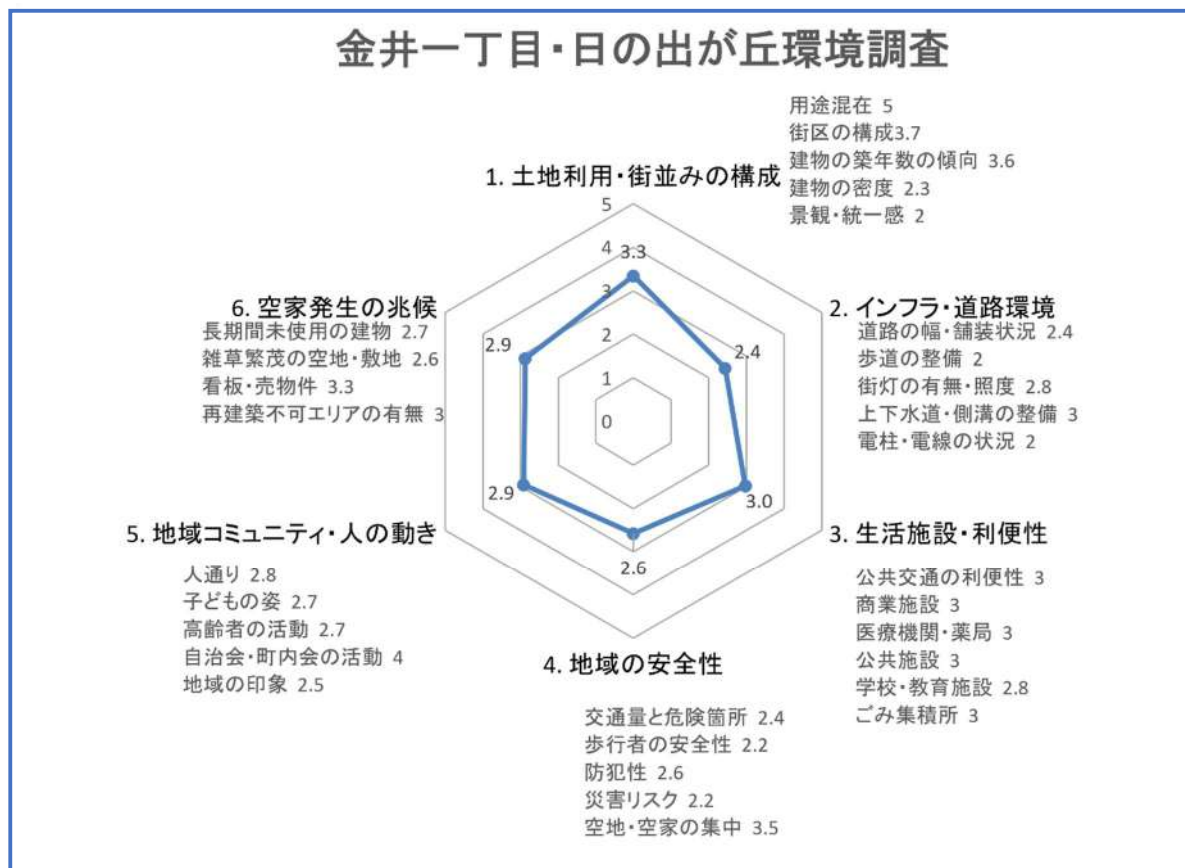 金井一丁目・日の出が丘環境調査
用途混在 5
街区の構成3.7
建物の築年数の傾向 3.6
建物の密度 2.3
景観・統一感 2
1. 土地利用・街並みの構成
5
4
3.3
3
2
1
0
6. 空家発生の兆候
長期間未使用の建物 2.7
雑草繁茂の空地・敷地 2.6
看板・売物件 3.3
再建築不可エリアの有無 3
2.9
2. インフラ・道路環境
道路の幅・舗装状況 2.4
歩道の整備 2
街灯の有無・照度 2.8
上下水道・側溝の整備 3
電柱・電線の状況 2
2.4
2.9
3.0
5. 地域コミュニティ・人の動き
人通り 2.8
子どもの姿 2.7
高齢者の活動 2.7
自治会・町内会の活動 4
地域の印象 2.5
3. 生活施設・利便性
公共交通の利便性 3
商業施設 3
医療機関・薬局 3
公共施設 3
学校・教育施設 2.8
ごみ集積所 3
2.6
4. 地域の安全性
交通量と危険箇所 2.4
歩行者の安全性 2.2
防犯性 2.6
災害リスク 2.2
空地・空家の集中 3.5